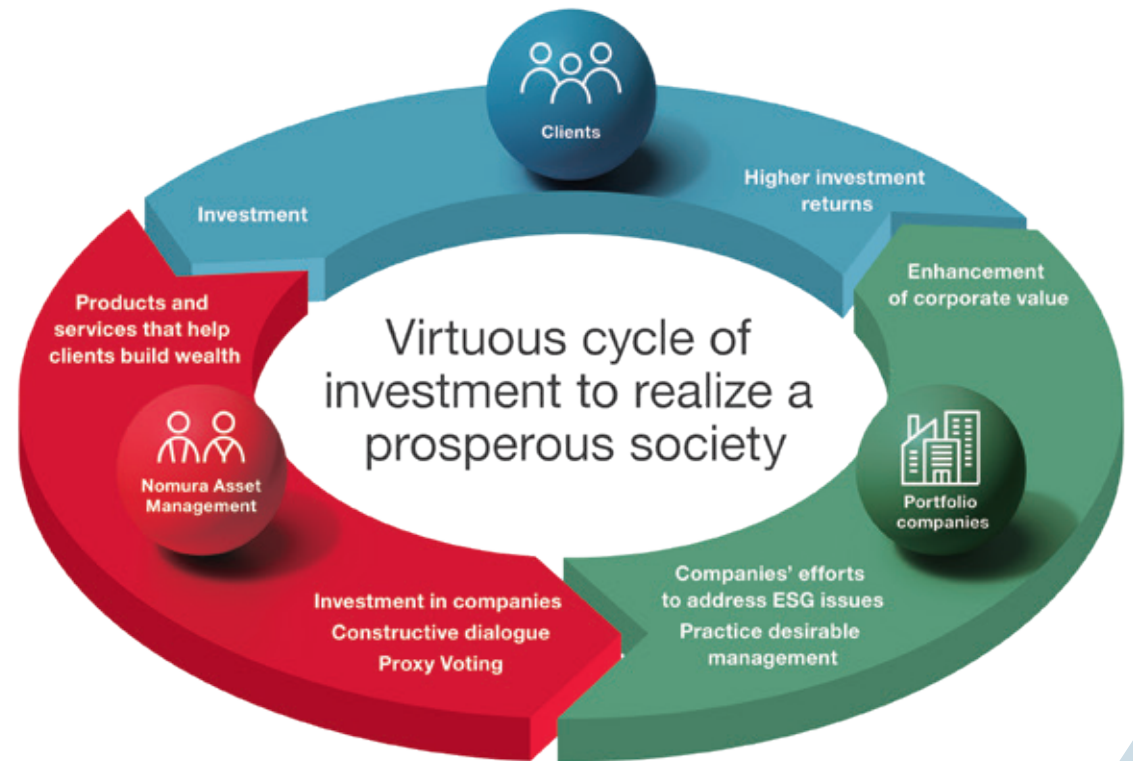 Clients
Higher investment
returns
Investment
Enhancement
of corporate value
Products and
services that help
clients build wealth
Virtuous cycle of
investment to realize a
prosperous society
Nomura Asset
Management
Portfolio
companies
Investment in companies
Constructive dialogue
Proxy Voting
Companies’ efforts
to address ESG issues
Practice desirable
management